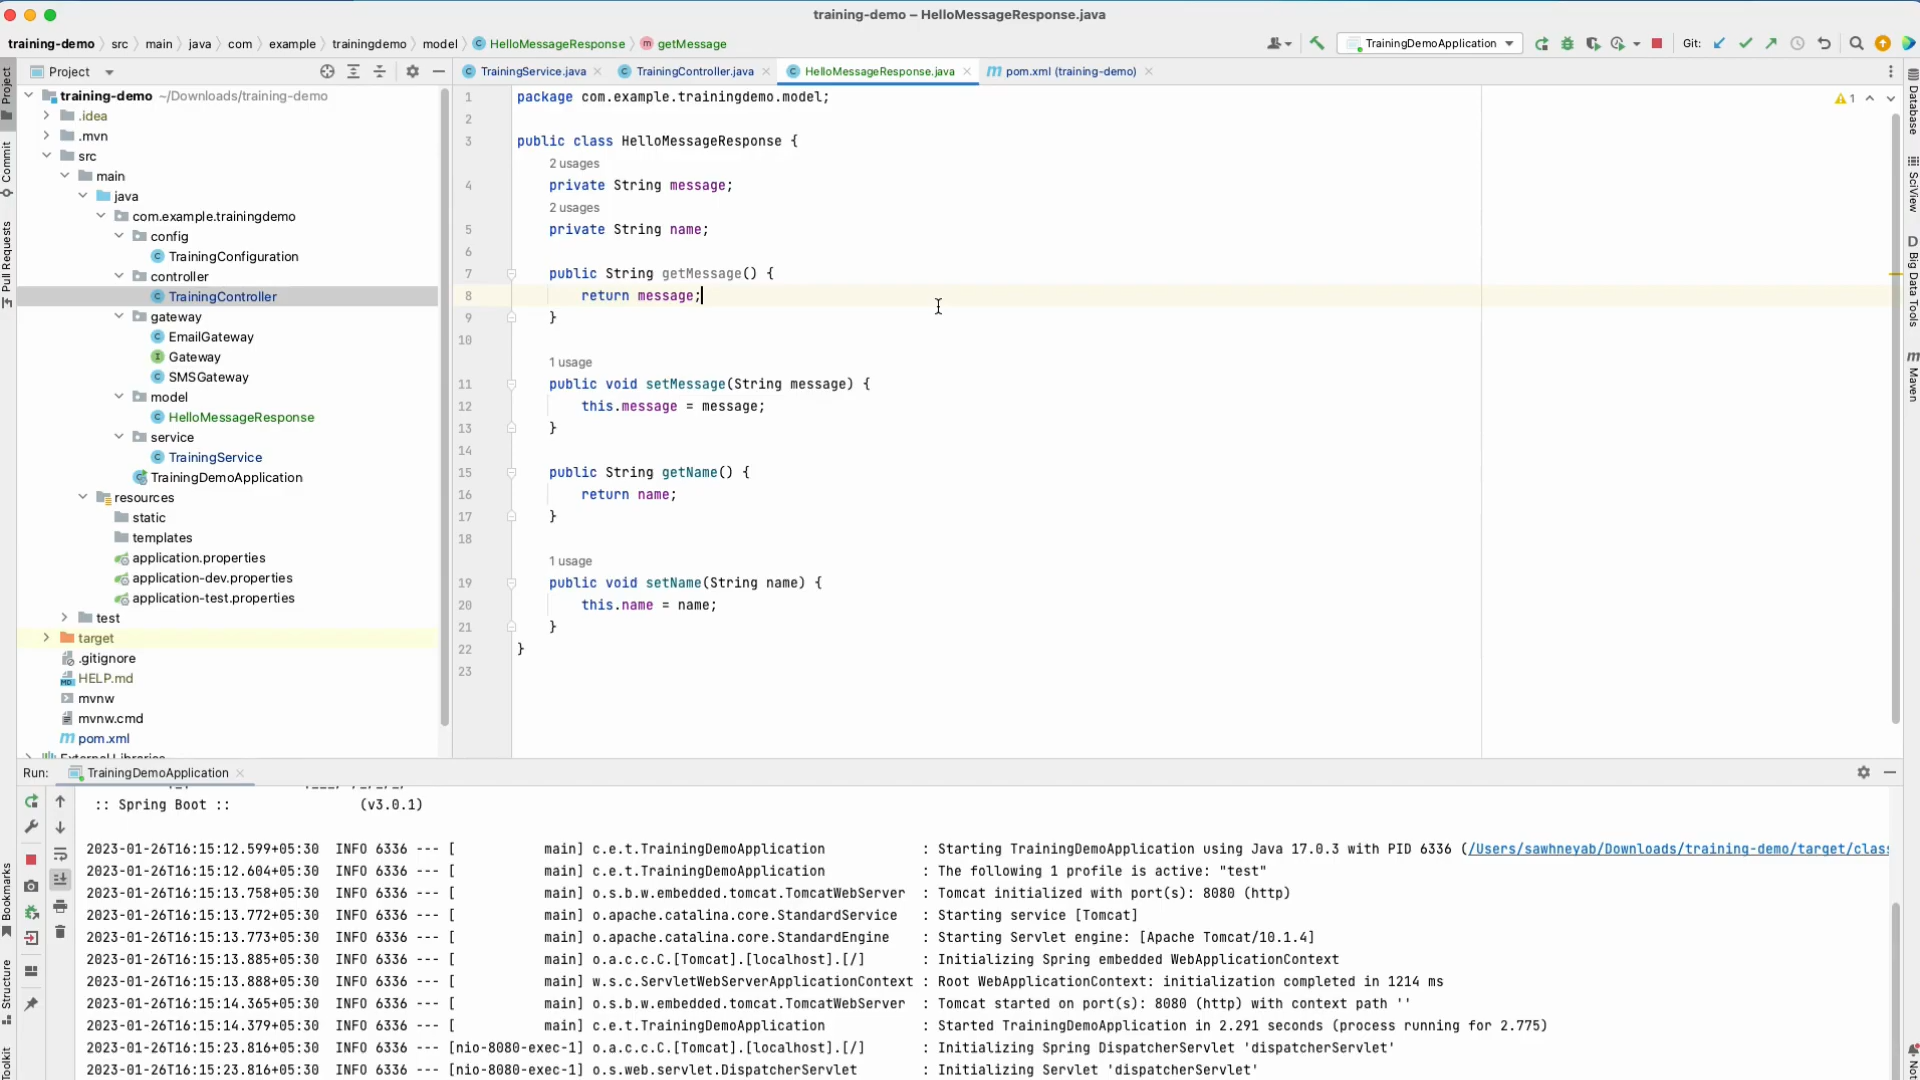 training-demo – HelloMessageResponse.java
training-demo src main java com example trainingdemo model HelloMessageResponse getMessage
TrainingDemoApplication Git:
Project
TrainingService.java TrainingController.java HelloMessageResponse.java pom.xml (training-demo)
Project
Commit
Pull Requests
Bookmarks
Structure
training-demo ~/Downloads/training-demo
.idea
.mvn
src
main
java
com.example.trainingdemo
config
TrainingConfiguration
controller
TrainingController
gateway
EmailGateway
Gateway
SMSGateway
model
HelloMessageResponse
service
TrainingService
TrainingDemoApplication
resources
static
templates
application.properties
application-dev.properties
application-test.properties
test
target
.gitignore
HELP.md
mvnw
mvnw.cmd
pom.xml
External Libraries
1 package com.example.trainingdemo.model;
2
3 public class HelloMessageResponse {
2 usages
4 private String message;
2 usages
5 private String name;
6
7 public String getMessage() {
8 return message;
9 }
10
1 usage
11 public void setMessage(String message) {
12 this.message = message;
13 }
14
15 public String getName() {
16 return name;
17 }
18
1 usage
19 public void setName(String name) {
20 this.name = name;
21 }
22 }
23
1
Database
SciView
Big Data Tools
Maven
Run: TrainingDemoApplication
:: Spring Boot :: (v3.0.1)
2023-01-26T16:15:12.599+05:30 INFO 6336 --- [ main] c.e.t.TrainingDemoApplication : Starting TrainingDemoApplication using Java 17.0.3 with PID 6336 (/Users/sawhneyab/Downloads/training-demo/target/clas
2023-01-26T16:15:12.604+05:30 INFO 6336 --- [ main] c.e.t.TrainingDemoApplication : The following 1 profile is active: "test"
2023-01-26T16:15:13.758+05:30 INFO 6336 --- [ main] o.s.b.w.embedded.tomcat.TomcatWebServer : Tomcat initialized with port(s): 8080 (http)
2023-01-26T16:15:13.772+05:30 INFO 6336 --- [ main] o.apache.catalina.core.StandardService : Starting service [Tomcat]
2023-01-26T16:15:13.773+05:30 INFO 6336 --- [ main] o.apache.catalina.core.StandardEngine : Starting Servlet engine: [Apache Tomcat/10.1.4]
2023-01-26T16:15:13.885+05:30 INFO 6336 --- [ main] o.a.c.c.C.[Tomcat].[localhost].[/] : Initializing Spring embedded WebApplicationContext
2023-01-26T16:15:13.888+05:30 INFO 6336 --- [ main] w.s.c.ServletWebServerApplicationContext : Root WebApplicationContext: initialization completed in 1214 ms
2023-01-26T16:15:14.365+05:30 INFO 6336 --- [ main] o.s.b.w.embedded.tomcat.TomcatWebServer : Tomcat started on port(s): 8080 (http) with context path ''
2023-01-26T16:15:14.379+05:30 INFO 6336 --- [ main] c.e.t.TrainingDemoApplication : Started TrainingDemoApplication in 2.291 seconds (process running for 2.775)
2023-01-26T16:15:23.816+05:30 INFO 6336 --- [nio-8080-exec-1] o.a.c.c.C.[Tomcat].[localhost].[/] : Initializing Spring DispatcherServlet 'dispatcherServlet'
2023-01-26T16:15:23.816+05:30 INFO 6336 --- [nio-8080-exec-1] o.s.web.servlet.DispatcherServlet : Initializing Servlet 'dispatcherServlet'